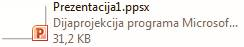 Prezentacija1.ppsx
Dijaprojekcija programa Microsof...
31,2 KB